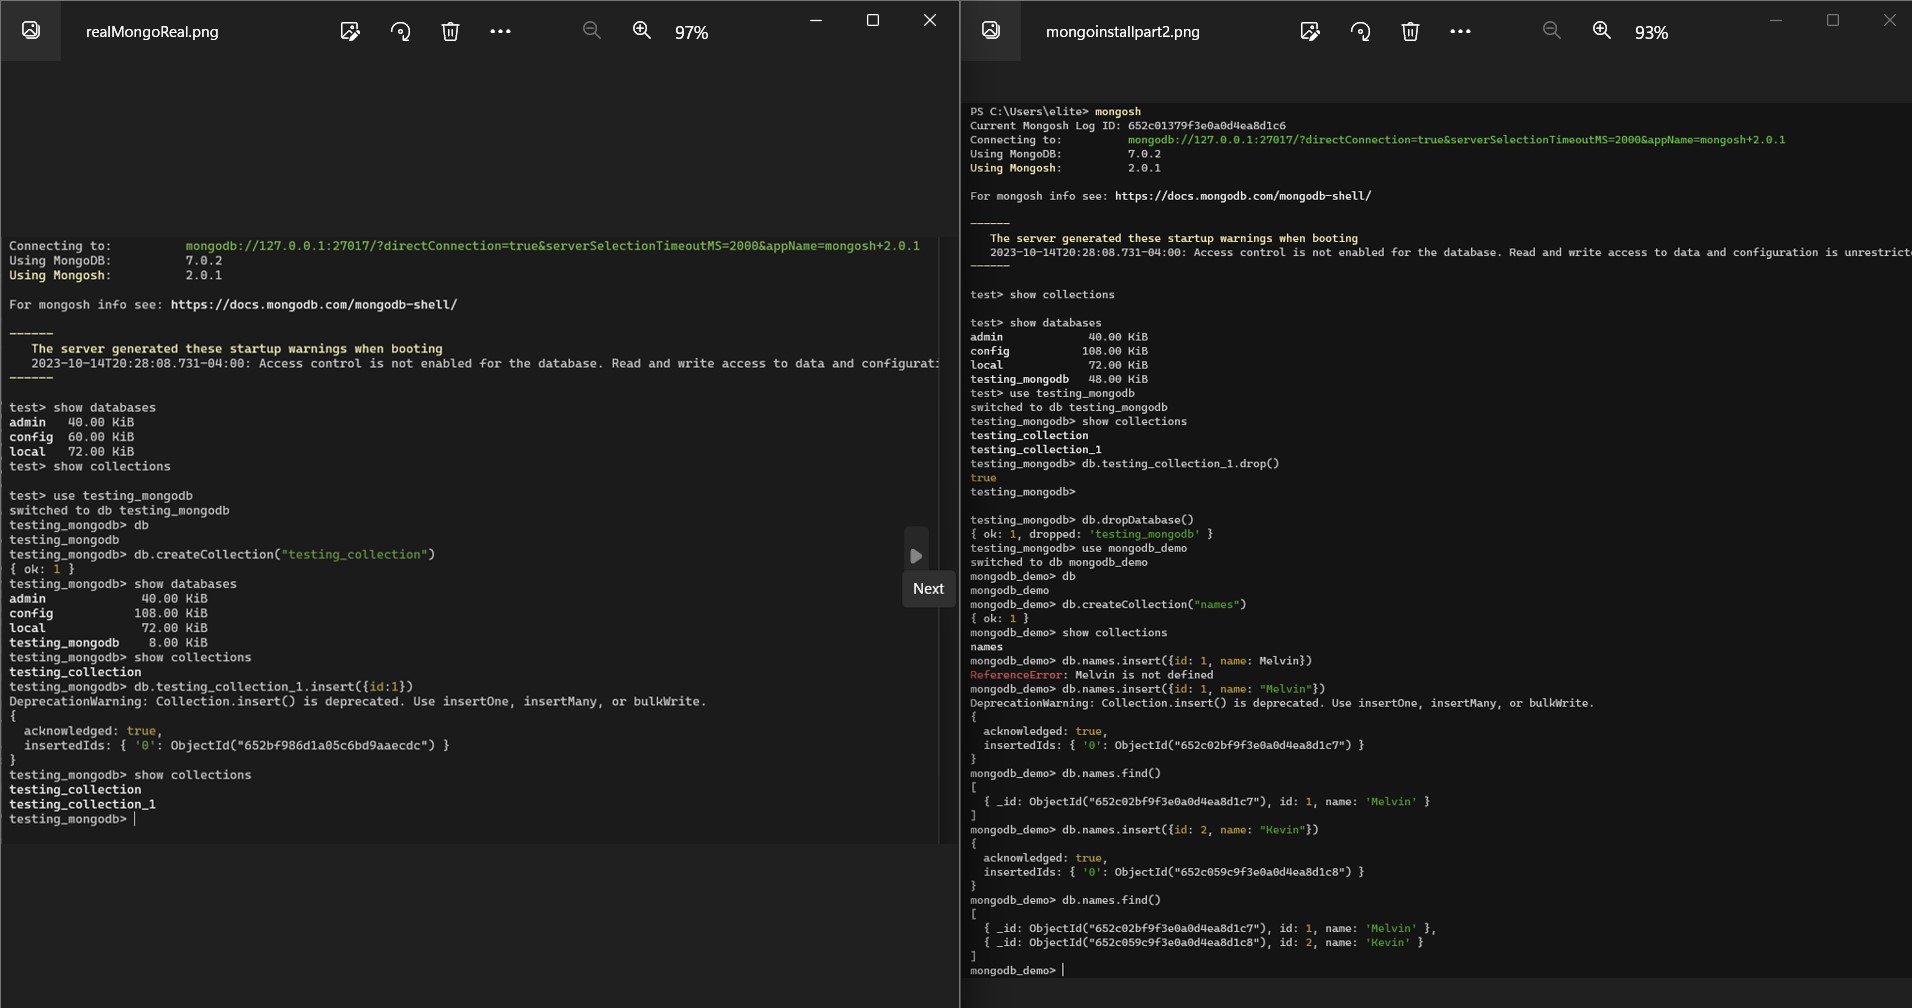 realMongoReal.png
97%
Connecting to: mongodb://127.0.0.1:27017/?directConnection=true&serverSelectionTimeoutMS=2000&appName=mongosh+2.0.1
Using MongoDB: 7.0.2
Using Mongosh: 2.0.1
For mongosh info see: https://docs.mongodb.com/mongodb-shell/
------
The server generated these startup warnings when booting
2023-10-14T20:28:08.731-04:00: Access control is not enabled for the database. Read and write access to data and configurati
------
test> show databases
admin 40.00 KiB
config 60.00 KiB
local 72.00 KiB
test> show collections
test> use testing_mongodb
switched to db testing_mongodb
testing_mongodb> db
testing_mongodb
testing_mongodb> db.createCollection("testing_collection")
{ ok: 1 }
testing_mongodb> show databases
admin 40.00 KiB
config 108.00 KiB
local 72.00 KiB
testing_mongodb 8.00 KiB
testing_mongodb> show collections
testing_collection
testing_mongodb> db.testing_collection_1.insert({id:1})
DeprecationWarning: Collection.insert() is deprecated. Use insertOne, insertMany, or bulkWrite.
{
acknowledged: true,
insertedIds: { '0': ObjectId("652bf986d1a05c6bd9aaecdc") }
}
testing_mongodb> show collections
testing_collection
testing_collection_1
testing_mongodb>
Next
mongoinstallpart2.png
93%
PS C:\Users\elite> mongosh
Current Mongosh Log ID: 652c01379f3e0a0d4ea8d1c6
Connecting to: mongodb://127.0.0.1:27017/?directConnection=true&serverSelectionTimeoutMS=2000&appName=mongosh+2.0.1
Using MongoDB: 7.0.2
Using Mongosh: 2.0.1
For mongosh info see: https://docs.mongodb.com/mongodb-shell/
------
The server generated these startup warnings when booting
2023-10-14T20:28:08.731-04:00: Access control is not enabled for the database. Read and write access to data and configuration is unrestricte
------
test> show collections
test> show databases
admin 40.00 KiB
config 108.00 KiB
local 72.00 KiB
testing_mongodb 48.00 KiB
test> use testing_mongodb
switched to db testing_mongodb
testing_mongodb> show collections
testing_collection
testing_collection_1
testing_mongodb> db.testing_collection_1.drop()
true
testing_mongodb>
testing_mongodb> db.dropDatabase()
{ ok: 1, dropped: 'testing_mongodb' }
testing_mongodb> use mongodb_demo
switched to db mongodb_demo
mongodb_demo> db
mongodb_demo
mongodb_demo> db.createCollection("names")
{ ok: 1 }
mongodb_demo> show collections
names
mongodb_demo> db.names.insert({id: 1, name: Melvin})
ReferenceError: Melvin is not defined
mongodb_demo> db.names.insert({id: 1, name: "Melvin"})
DeprecationWarning: Collection.insert() is deprecated. Use insertOne, insertMany, or bulkWrite.
{
acknowledged: true,
insertedIds: { '0': ObjectId("652c02bf9f3e0a0d4ea8d1c7") }
}
mongodb_demo> db.names.find()
[
{ _id: ObjectId("652c02bf9f3e0a0d4ea8d1c7"), id: 1, name: 'Melvin' }
]
mongodb_demo> db.names.insert({id: 2, name: "Kevin"})
{
acknowledged: true,
insertedIds: { '0': ObjectId("652c059c9f3e0a0d4ea8d1c8") }
}
mongodb_demo> db.names.find()
[
{ _id: ObjectId("652c02bf9f3e0a0d4ea8d1c7"), id: 1, name: 'Melvin' },
{ _id: ObjectId("652c059c9f3e0a0d4ea8d1c8"), id: 2, name: 'Kevin' }
]
mongodb_demo>